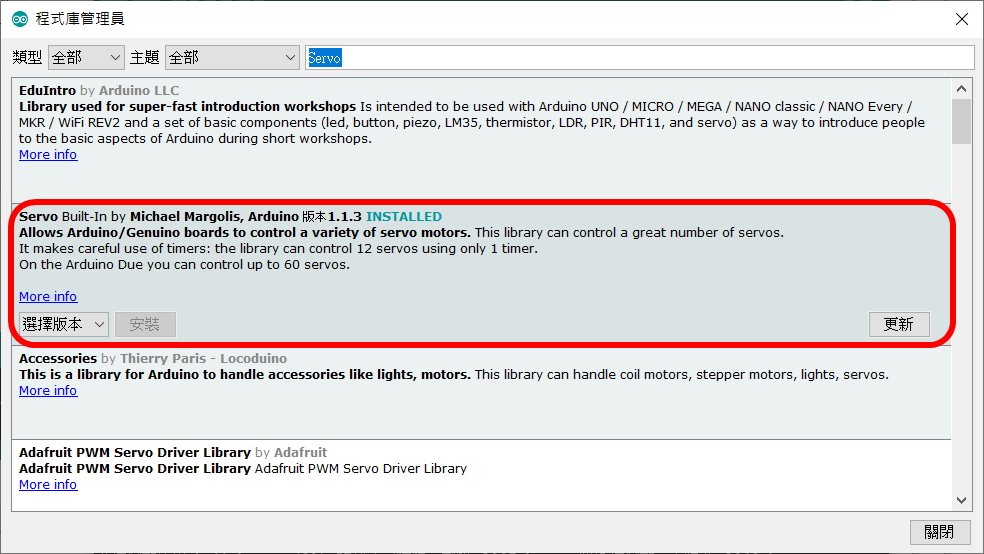 程式庫管理員
類型 全部 主題 全部 Servo
EduIntro by Arduino LLC
Library used for super-fast introduction workshops Is intended to be used with Arduino UNO / MICRO / MEGA / NANO classic / NANO Every /
MKR / WiFi REV2 and a set of basic components (led, button, piezo, LM35, thermistor, LDR, PIR, DHT11, and servo) as a way to introduce people
to the basic aspects of Arduino during short workshops.
More info
Servo Built-In by Michael Margolis, Arduino 版本1.1.3 INSTALLED
Allows Arduino/Genuino boards to control a variety of servo motors. This library can control a great number of servos.
It makes careful use of timers: the library can control 12 servos using only 1 timer.
On the Arduino Due you can control up to 60 servos.
More info
選擇版本 安裝 更新
Accessories by Thierry Paris - Locoduino
This is a library for Arduino to handle accessories like lights, motors. This library can handle coil motors, stepper motors, lights, servos.
More info
Adafruit PWM Servo Driver Library by Adafruit
Adafruit PWM Servo Driver Library Adafruit PWM Servo Driver Library
More info
關閉